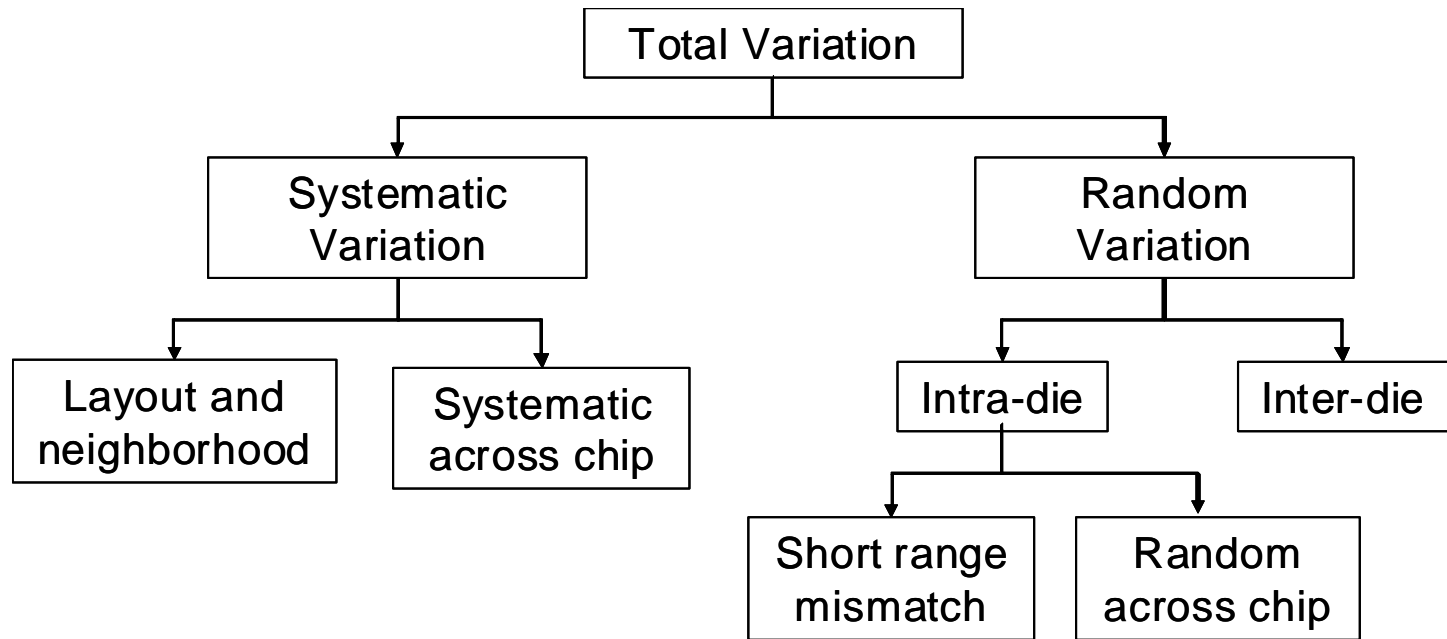 Total Variation
Systematic
Variation
Random
Variation
Layout and
neighborhood
Systematic
across chip
Intra-die
Inter-die
Short range
mismatch
Random
across chip